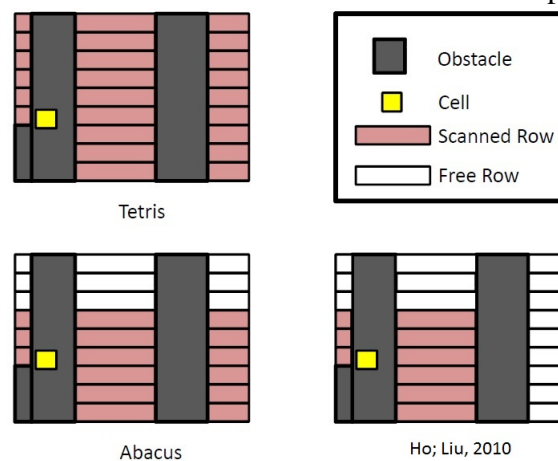 Obstacle
Cell
Scanned Row
Free Row
Tetris
Abacus
Ho; Liu, 2010